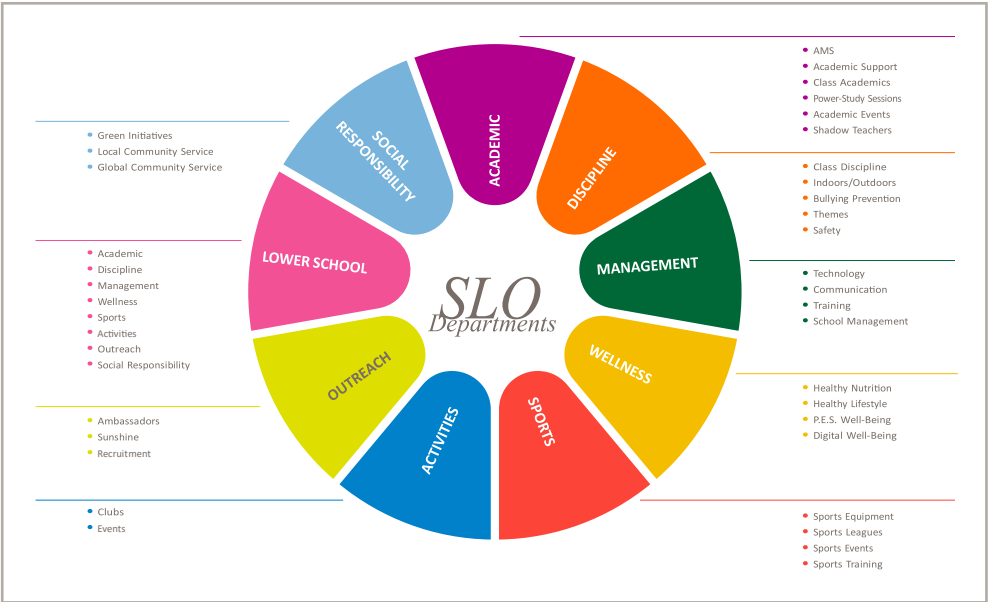 SLO
Departments
ACADEMIC
AMS
Academic Support
Class Academics
Power-Study Sessions
Academic Events
Shadow Teachers
DISCIPLINE
Class Discipline
Indoors/Outdoors
Bullying Prevention
Themes
Safety
MANAGEMENT
Technology
Communication
Training
School Management
WELLNESS
Healthy Nutrition
Healthy Lifestyle
P.E.S. Well-Being
Digital Well-Being
SPORTS
Sports Equipment
Sports Leagues
Sports Events
Sports Training
ACTIVITIES
Clubs
Events
OUTREACH
Ambassadors
Sunshine
Recruitment
LOWER SCHOOL
Academic
Discipline
Management
Wellness
Sports
Activities
Outreach
Social Responsibility
SOCIAL
RESPONSIBILITY
Green Initiatives
Local Community Service
Global Community Service